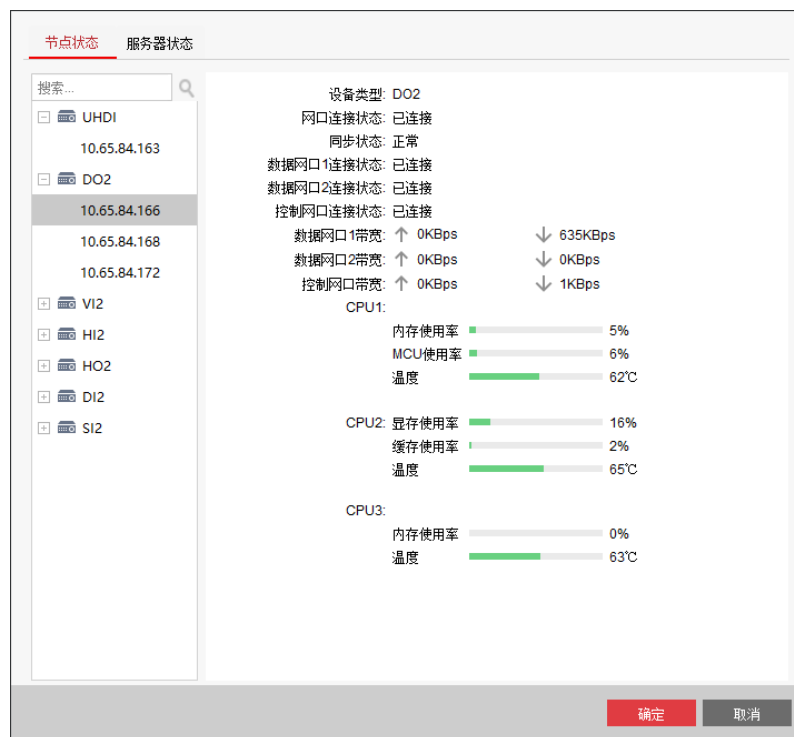 节点状态 服务器状态
搜索...
UHDI
10.65.84.163
DO2
10.65.84.166
10.65.84.168
10.65.84.172
VI2
HI2
HO2
DI2
SI2
设备类型: DO2
网口连接状态: 已连接
同步状态: 正常
数据网口1连接状态: 已连接
数据网口2连接状态: 已连接
控制网口连接状态: 已连接
数据网口1带宽: ↑ 0KBps ↓ 635KBps
数据网口2带宽: ↑ 0KBps ↓ 0KBps
控制网口带宽: ↑ 0KBps ↓ 1KBps
CPU1:
内存使用率 5%
MCU使用率 6%
温度 62℃
CPU2: 显存使用率 16%
缓存使用率 2%
温度 65℃
CPU3:
内存使用率 0%
温度 63℃
确定 取消